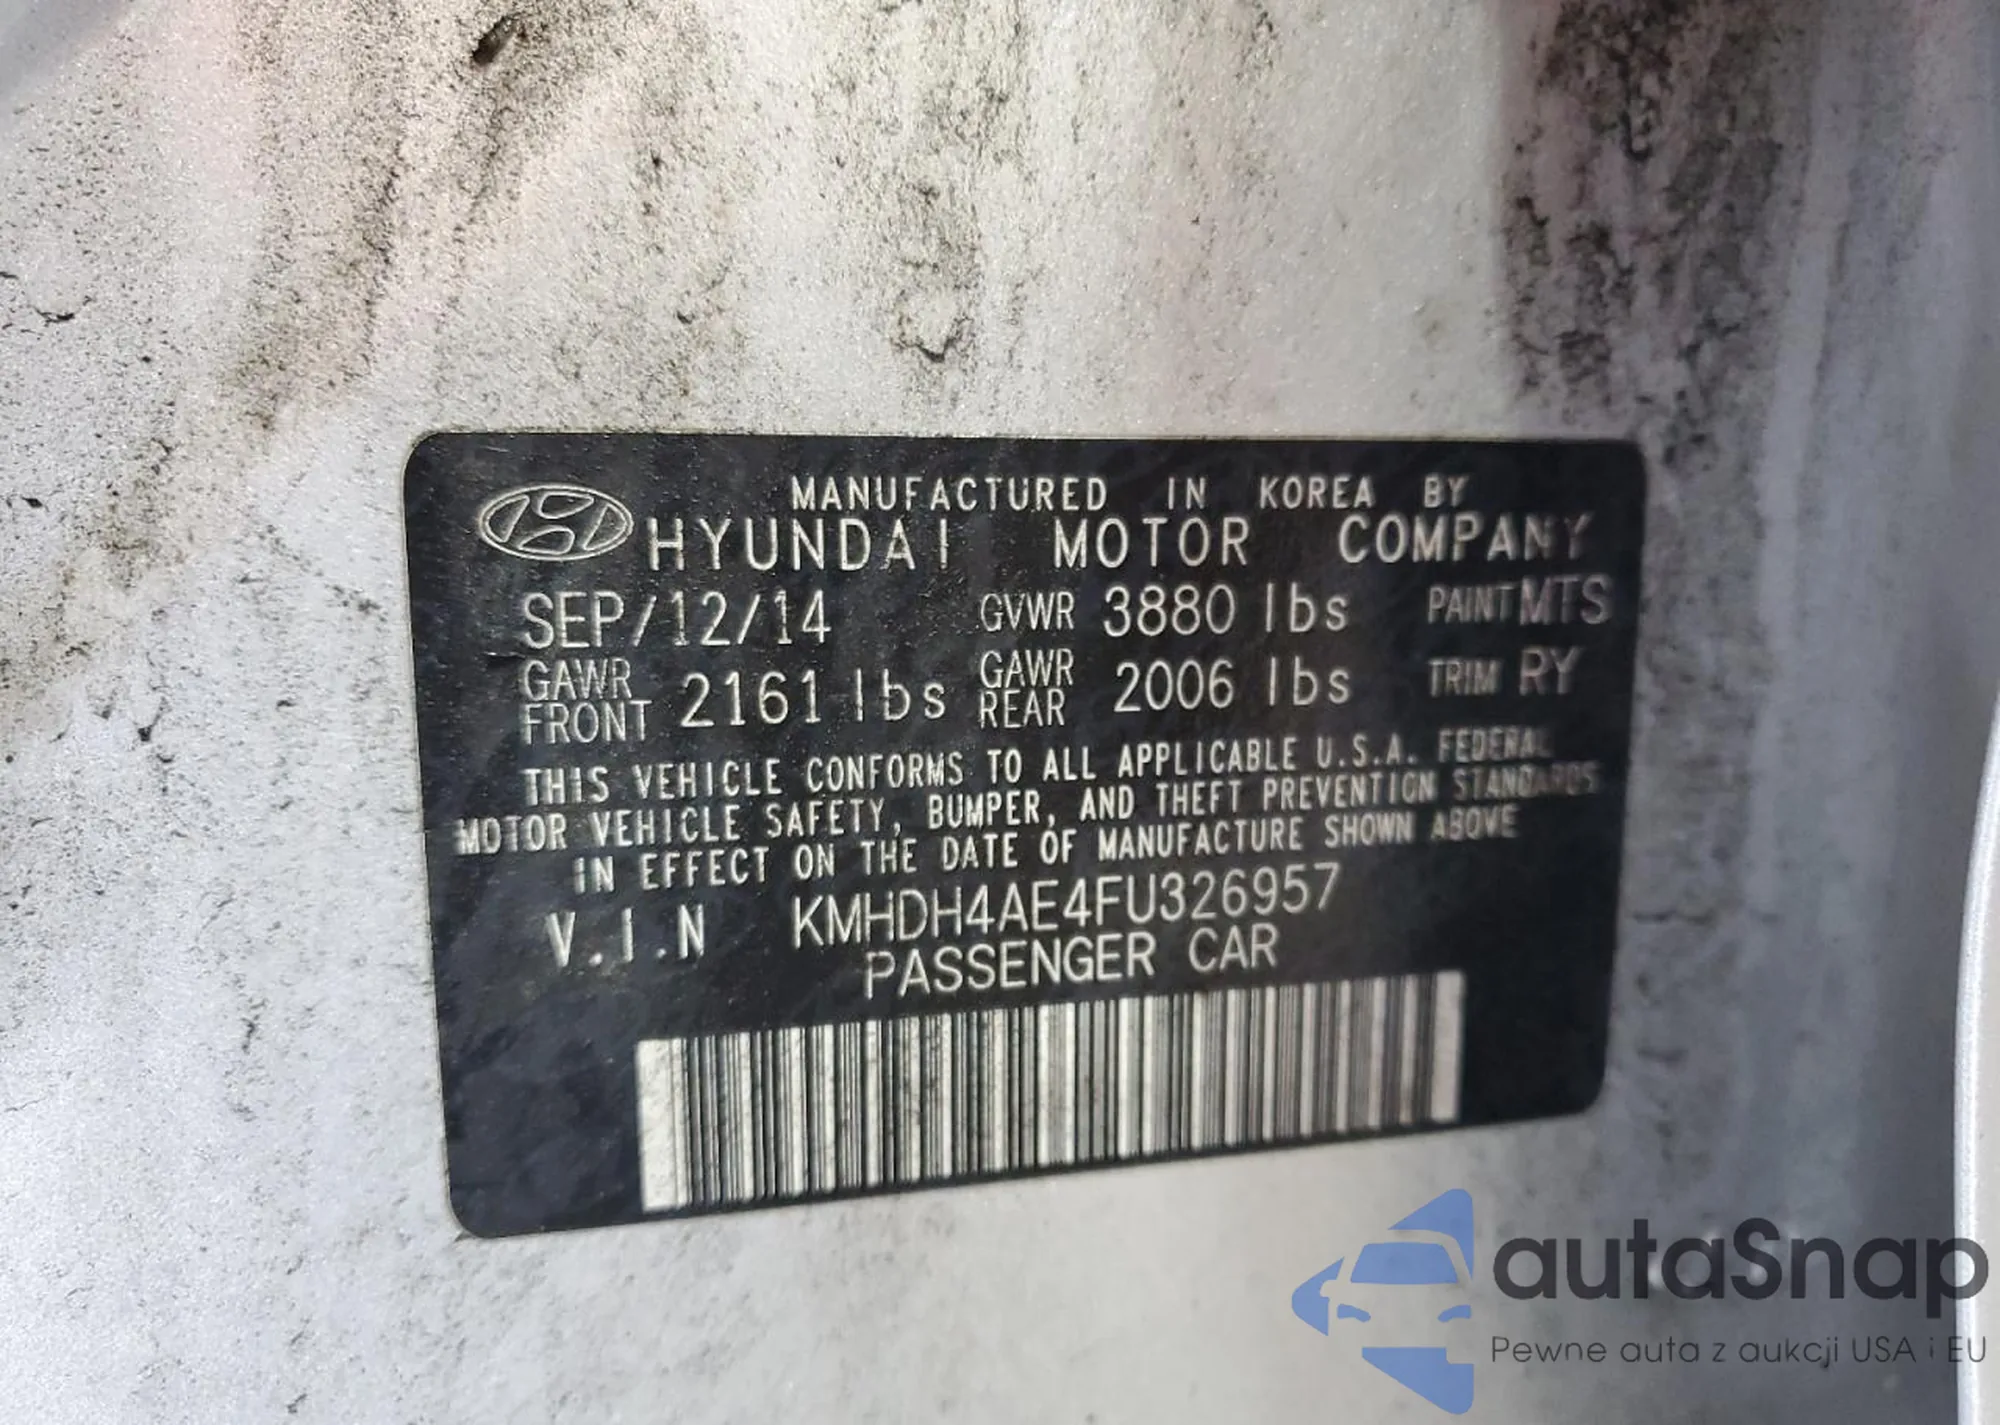 MANUFACTURED IN KOREA BY
HYUNDAI MOTOR COMPANY
SEP/12/14 GVWR 3880 lbs PAINT MTS
GAWR FRONT 2161 lbs GAWR REAR 2006 lbs TRIM RY
THIS VEHICLE CONFORMS TO ALL APPLICABLE U.S.A. FEDERAL
MOTOR VEHICLE SAFETY, BUMPER, AND THEFT PREVENTION STANDARDS
IN EFFECT ON THE DATE OF MANUFACTURE SHOWN ABOVE
V.I.N KMHDH4AE4FU326957
PASSENGER CAR
autaSnap
Pewne auta z aukcji USA i EU